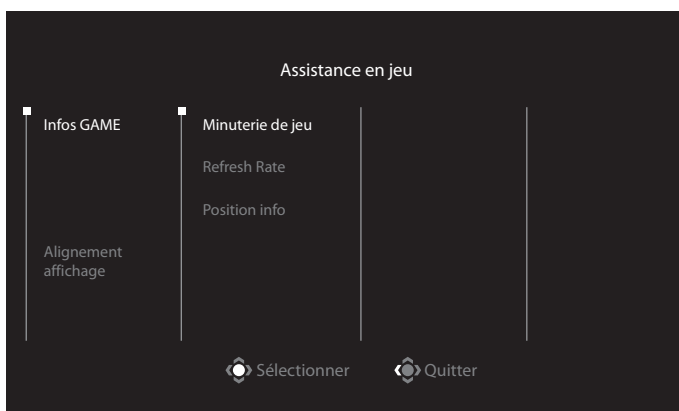 Assistance en jeu
Infos GAME
Minuterie de jeu
Refresh Rate
Position info
Alignement
affichage
Sélectionner
Quitter